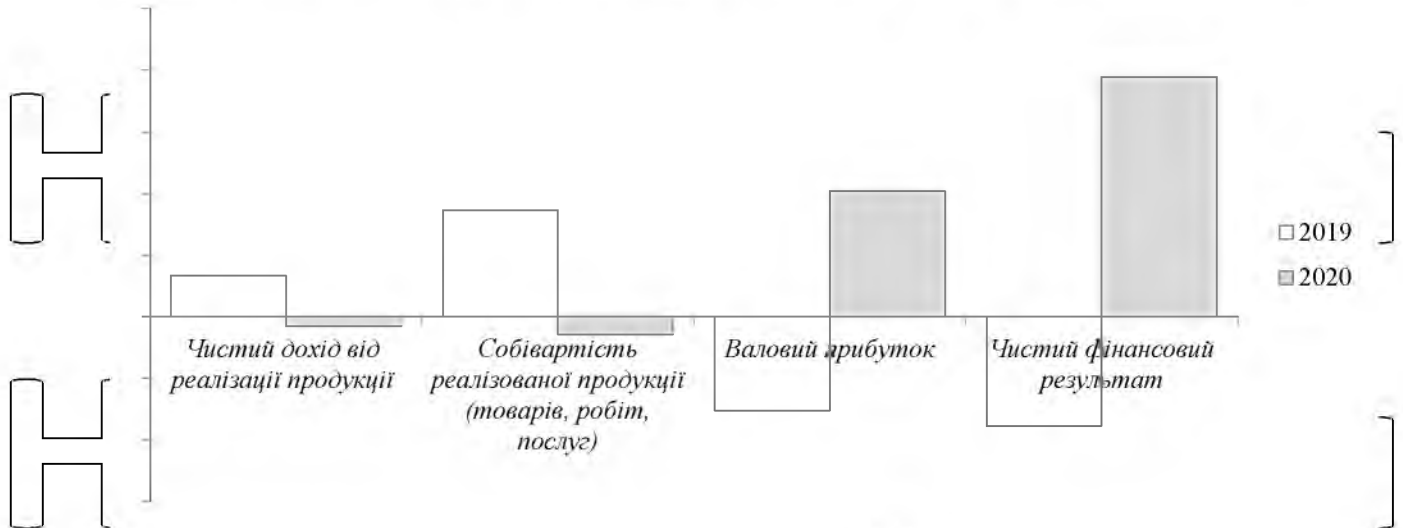 2019
2020
Чистий дохід від
реалізації продукції
Собівартість
реалізованої продукції
(товарів, робіт,
послуг)
Валовий прибуток
Чистий фінансовий
результат